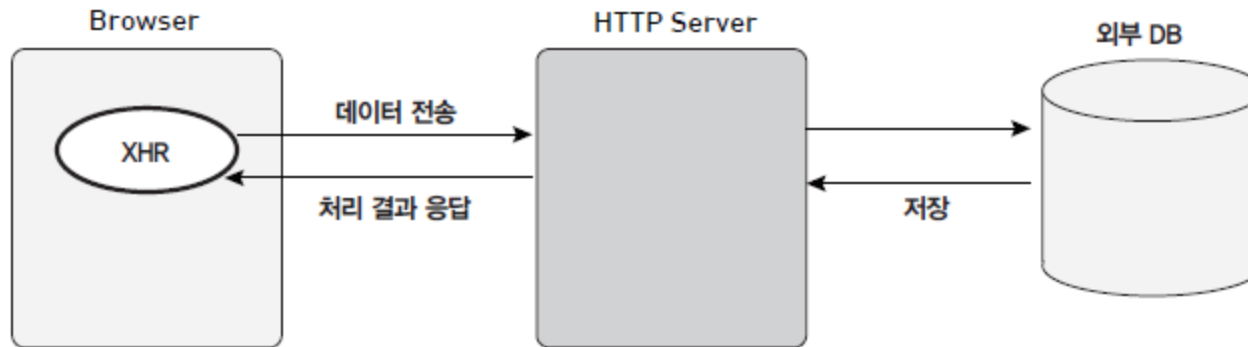 Browser
HTTP Server
외부 DB
데이터 전송
XHR
처리 결과 응답
저장